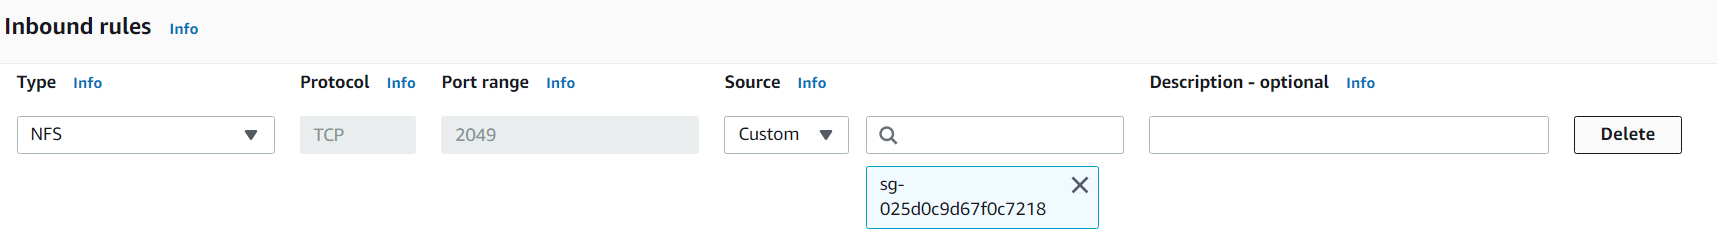 Inbound rules Info
Type Info Protocol Info Port range Info Source Info Description - optional Info
NFS TCP 2049 Custom Delete
sg-
025d0c9d67f0c7218